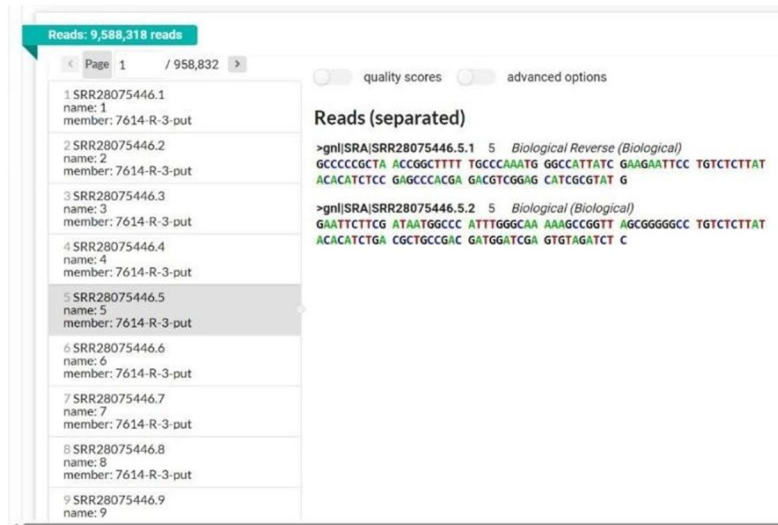 Reads: 9,588,318 reads
< Page 1 / 958,832 >
1 SRR28075446.1
name: 1
member: 7614-R-3-put
2 SRR28075446.2
name: 2
member: 7614-R-3-put
3 SRR28075446.3
name: 3
member: 7614-R-3-put
4 SRR28075446.4
name: 4
member: 7614-R-3-put
5 SRR28075446.5
name: 5
member: 7614-R-3-put
6 SRR28075446.6
name: 6
member: 7614-R-3-put
7 SRR28075446.7
name: 7
member: 7614-R-3-put
8 SRR28075446.8
name: 8
member: 7614-R-3-put
9 SRR28075446.9
name: 9
quality scores advanced options
Reads (separated)
>gnl|SRA|SRR28075446.5.1 5 Biological Reverse (Biological)
GCCCCCGCTA ACCGGCTTTT TGCCCAAATG GGCCATTATC GAAGAATTCC TGTCTCTTAT
ACACATCTCC GAGCCCACGA GACGTCGGAG CATCGCGTAT G
>gnl|SRA|SRR28075446.5.2 5 Biological (Biological)
GAATTCTTCG ATAATGGCCC ATTTGGGCAA AAAGCCGGTT AGCGGGGGCC TGTCTCTTAT
ACACATCTGA CGCTGCCGAC GATGGATCGA GTGTAGATCT C